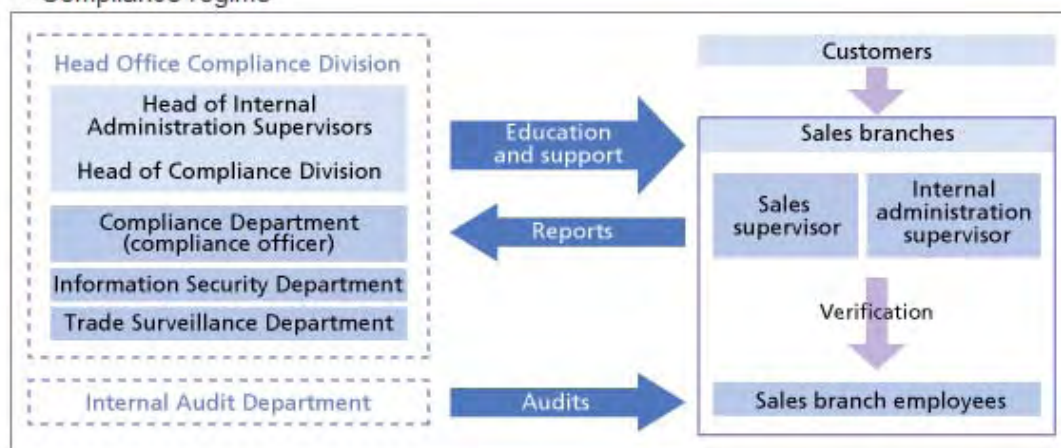 Compliance regime
Head Office Compliance Division
Head of Internal
Administration Supervisors
Head of Compliance Division
Compliance Department
(compliance officer)
Information Security Department
Trade Surveillance Department
Internal Audit Department
Education
and support
Reports
Audits
Customers
Sales branches
Sales
supervisor
Internal
administration
supervisor
Verification
Sales branch employees